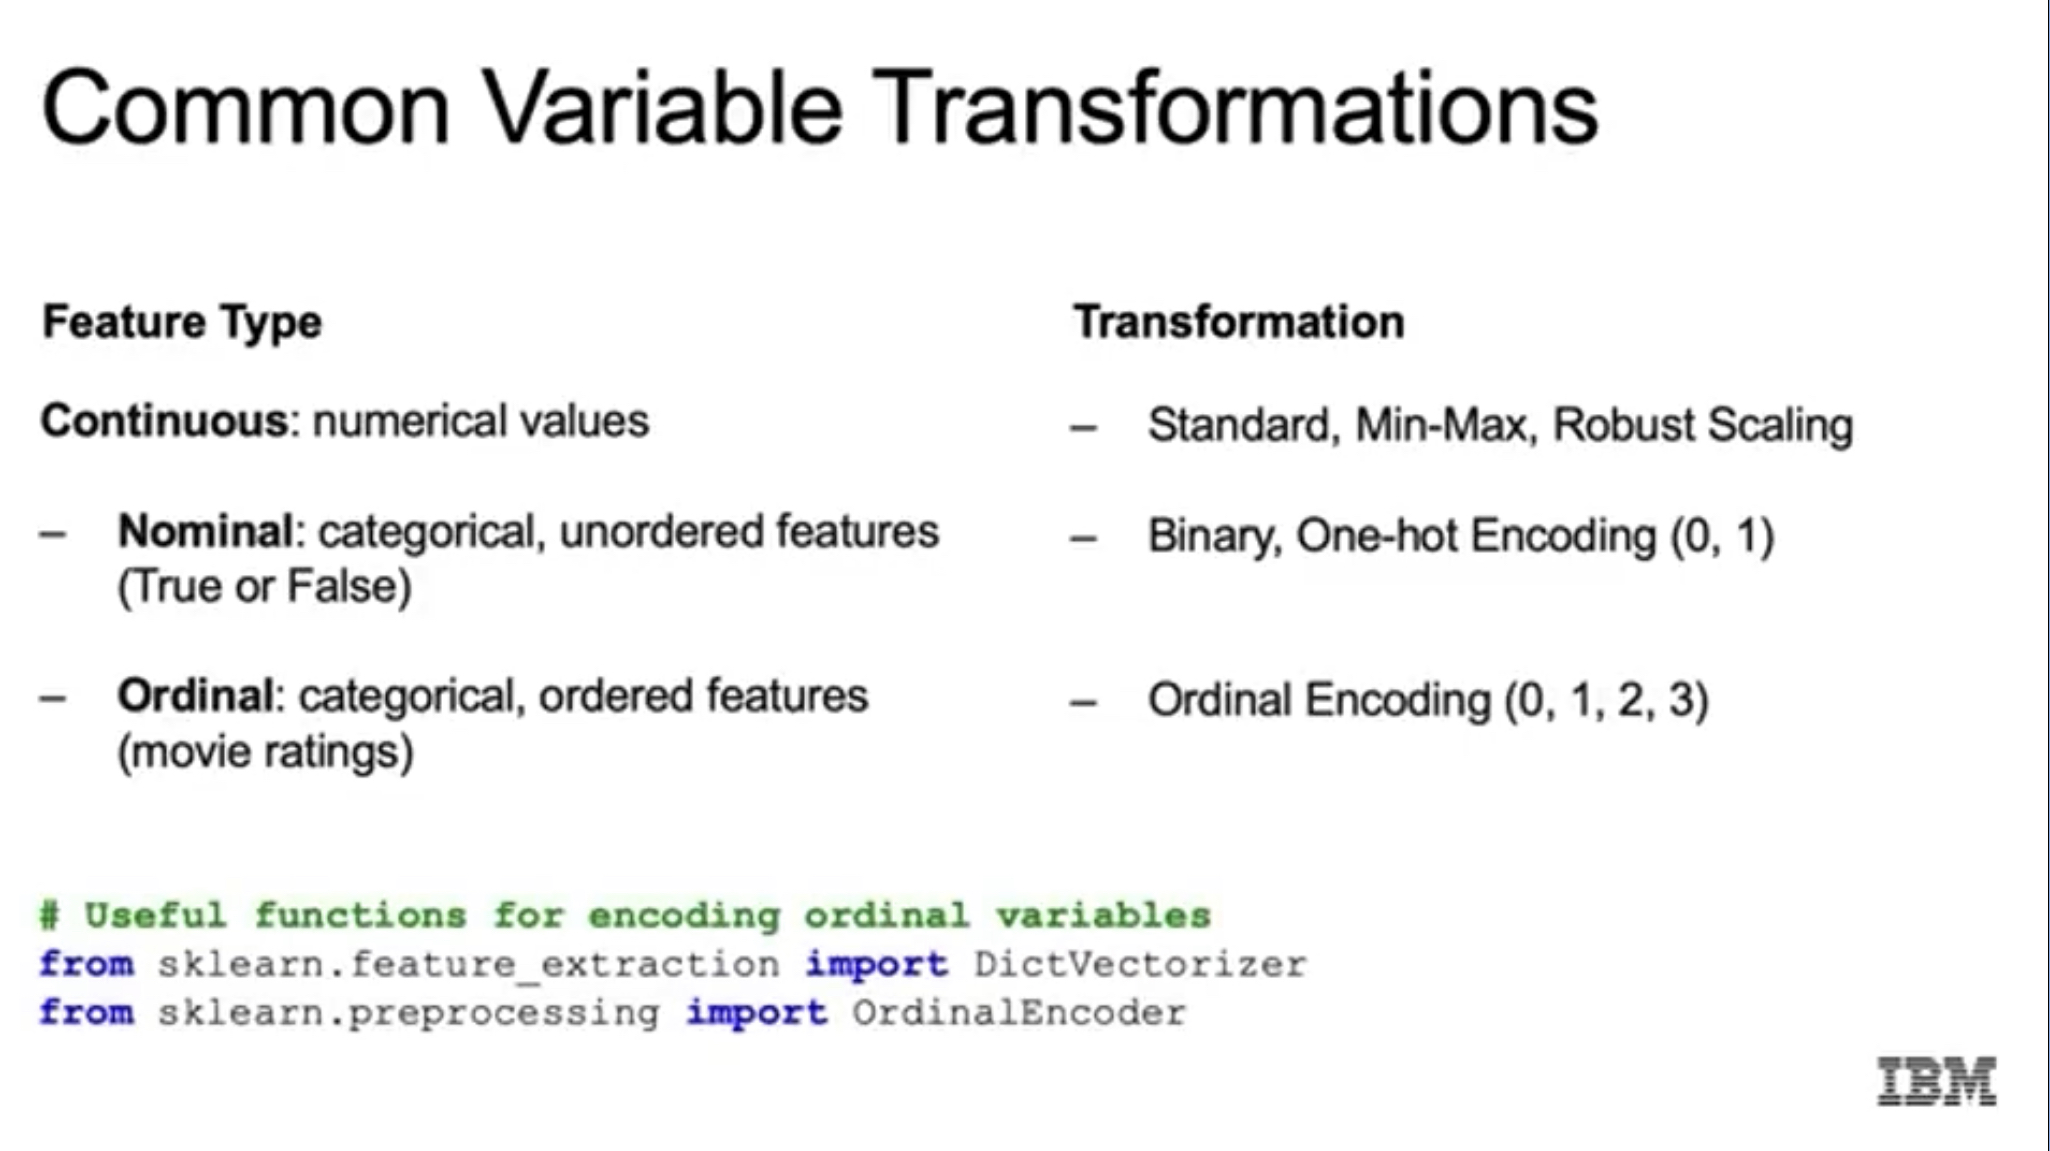 Common Variable Transformations
Feature Type
Transformation
Continuous: numerical values
– Standard, Min-Max, Robust Scaling
– Nominal: categorical, unordered features
(True or False)
– Binary, One-hot Encoding (0, 1)
– Ordinal: categorical, ordered features
(movie ratings)
– Ordinal Encoding (0, 1, 2, 3)
# Useful functions for encoding ordinal variables
from sklearn.feature_extraction import DictVectorizer
from sklearn.preprocessing import OrdinalEncoder
IBM